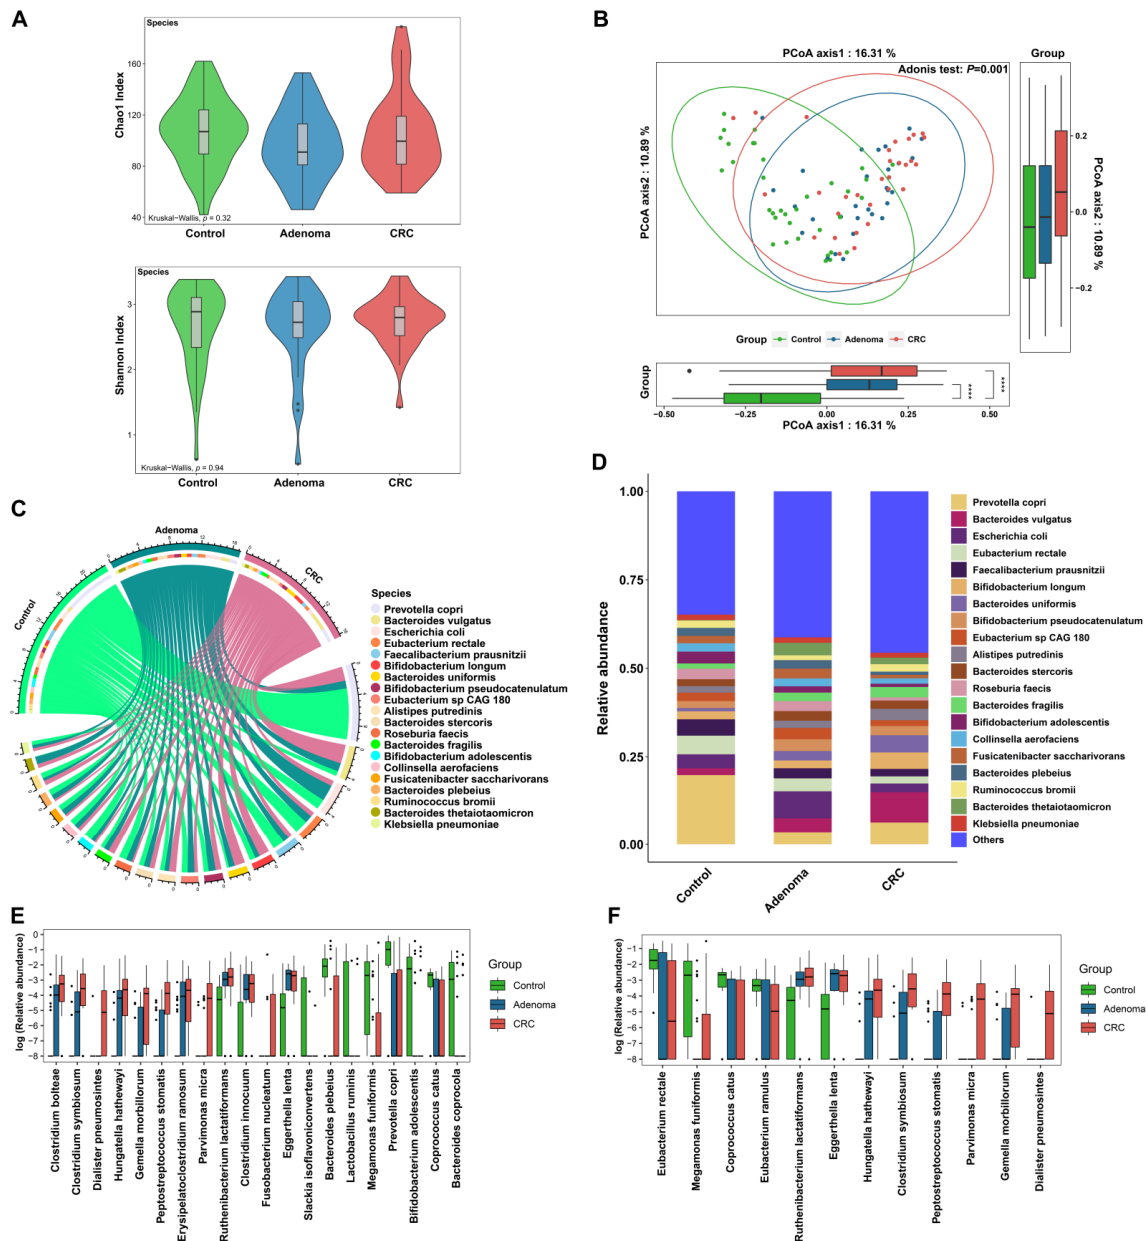 A
Species
Chao1 Index
160
120
80
40
Kruskal−Wallis, p = 0.32
Control
Adenoma
CRC
Species
Shannon Index
3
2
1
Kruskal−Wallis, p = 0.94
Control
Adenoma
CRC
B
PCoA axis1 : 16.31 %
Adonis test: P=0.001
PCoA axis2 : 10.89 %
Group
0.2
0.0
−0.2
PCoA axis2 : 10.89 %
Group Control Adenoma CRC
Group
****
****
−0.50
−0.25
0.00
0.25
0.50
PCoA axis1 : 16.31 %
C
Control
Adenoma
CRC
Species
Prevotella copri
Bacteroides vulgatus
Escherichia coli
Eubacterium rectale
Faecalibacterium prausnitzii
Bifidobacterium longum
Bacteroides uniformis
Bifidobacterium pseudocatenulatum
Eubacterium sp CAG 180
Alistipes putredinis
Bacteroides stercoris
Roseburia faecis
Bacteroides fragilis
Bifidobacterium adolescentis
Collinsella aerofaciens
Fusicatenibacter saccharivorans
Bacteroides plebeius
Ruminococcus bromii
Bacteroides thetaiotaomicron
Klebsiella pneumoniae
D
Relative abundance
1.00
0.75
0.50
0.25
0.00
Control
Adenoma
CRC
Prevotella copri
Bacteroides vulgatus
Escherichia coli
Eubacterium rectale
Faecalibacterium prausnitzii
Bifidobacterium longum
Bacteroides uniformis
Bifidobacterium pseudocatenulatum
Eubacterium sp CAG 180
Alistipes putredinis
Bacteroides stercoris
Roseburia faecis
Bacteroides fragilis
Bifidobacterium adolescentis
Collinsella aerofaciens
Fusicatenibacter saccharivorans
Bacteroides plebeius
Ruminococcus bromii
Bacteroides thetaiotaomicron
Klebsiella pneumoniae
Others
E
log (Relative abundance)
0
−1
−2
−3
−4
−5
−6
−7
−8
Group
Control
Adenoma
CRC
Clostridium bolteae
Clostridium symbiosum
Dialister pneumosintes
Hungatella hathewayi
Gemella morbillorum
Peptostreptococcus stomatis
Erysipelatoclostridium ramosum
Parvimonas micra
Ruthenibacterium lactatiformans
Clostridium innocuum
Fusobacterium nucleatum
Eggerthella lenta
Slackia isoflavoniconvertens
Bacteroides plebeius
Lactobacillus ruminis
Megamonas funiformis
Prevotella copri
Bifidobacterium adolescentis
Coprococcus catus
Bacteroides coprocola
F
log (Relative abundance)
−1
−2
−3
−4
−5
−6
−7
−8
Group
Control
Adenoma
CRC
Eubacterium rectale
Megamonas funiformis
Coprococcus catus
Eubacterium ramulus
Ruthenibacterium lactatiformans
Eggerthella lenta
Hungatella hathewayi
Clostridium symbiosum
Peptostreptococcus stomatis
Parvimonas micra
Gemella morbillorum
Dialister pneumosintes